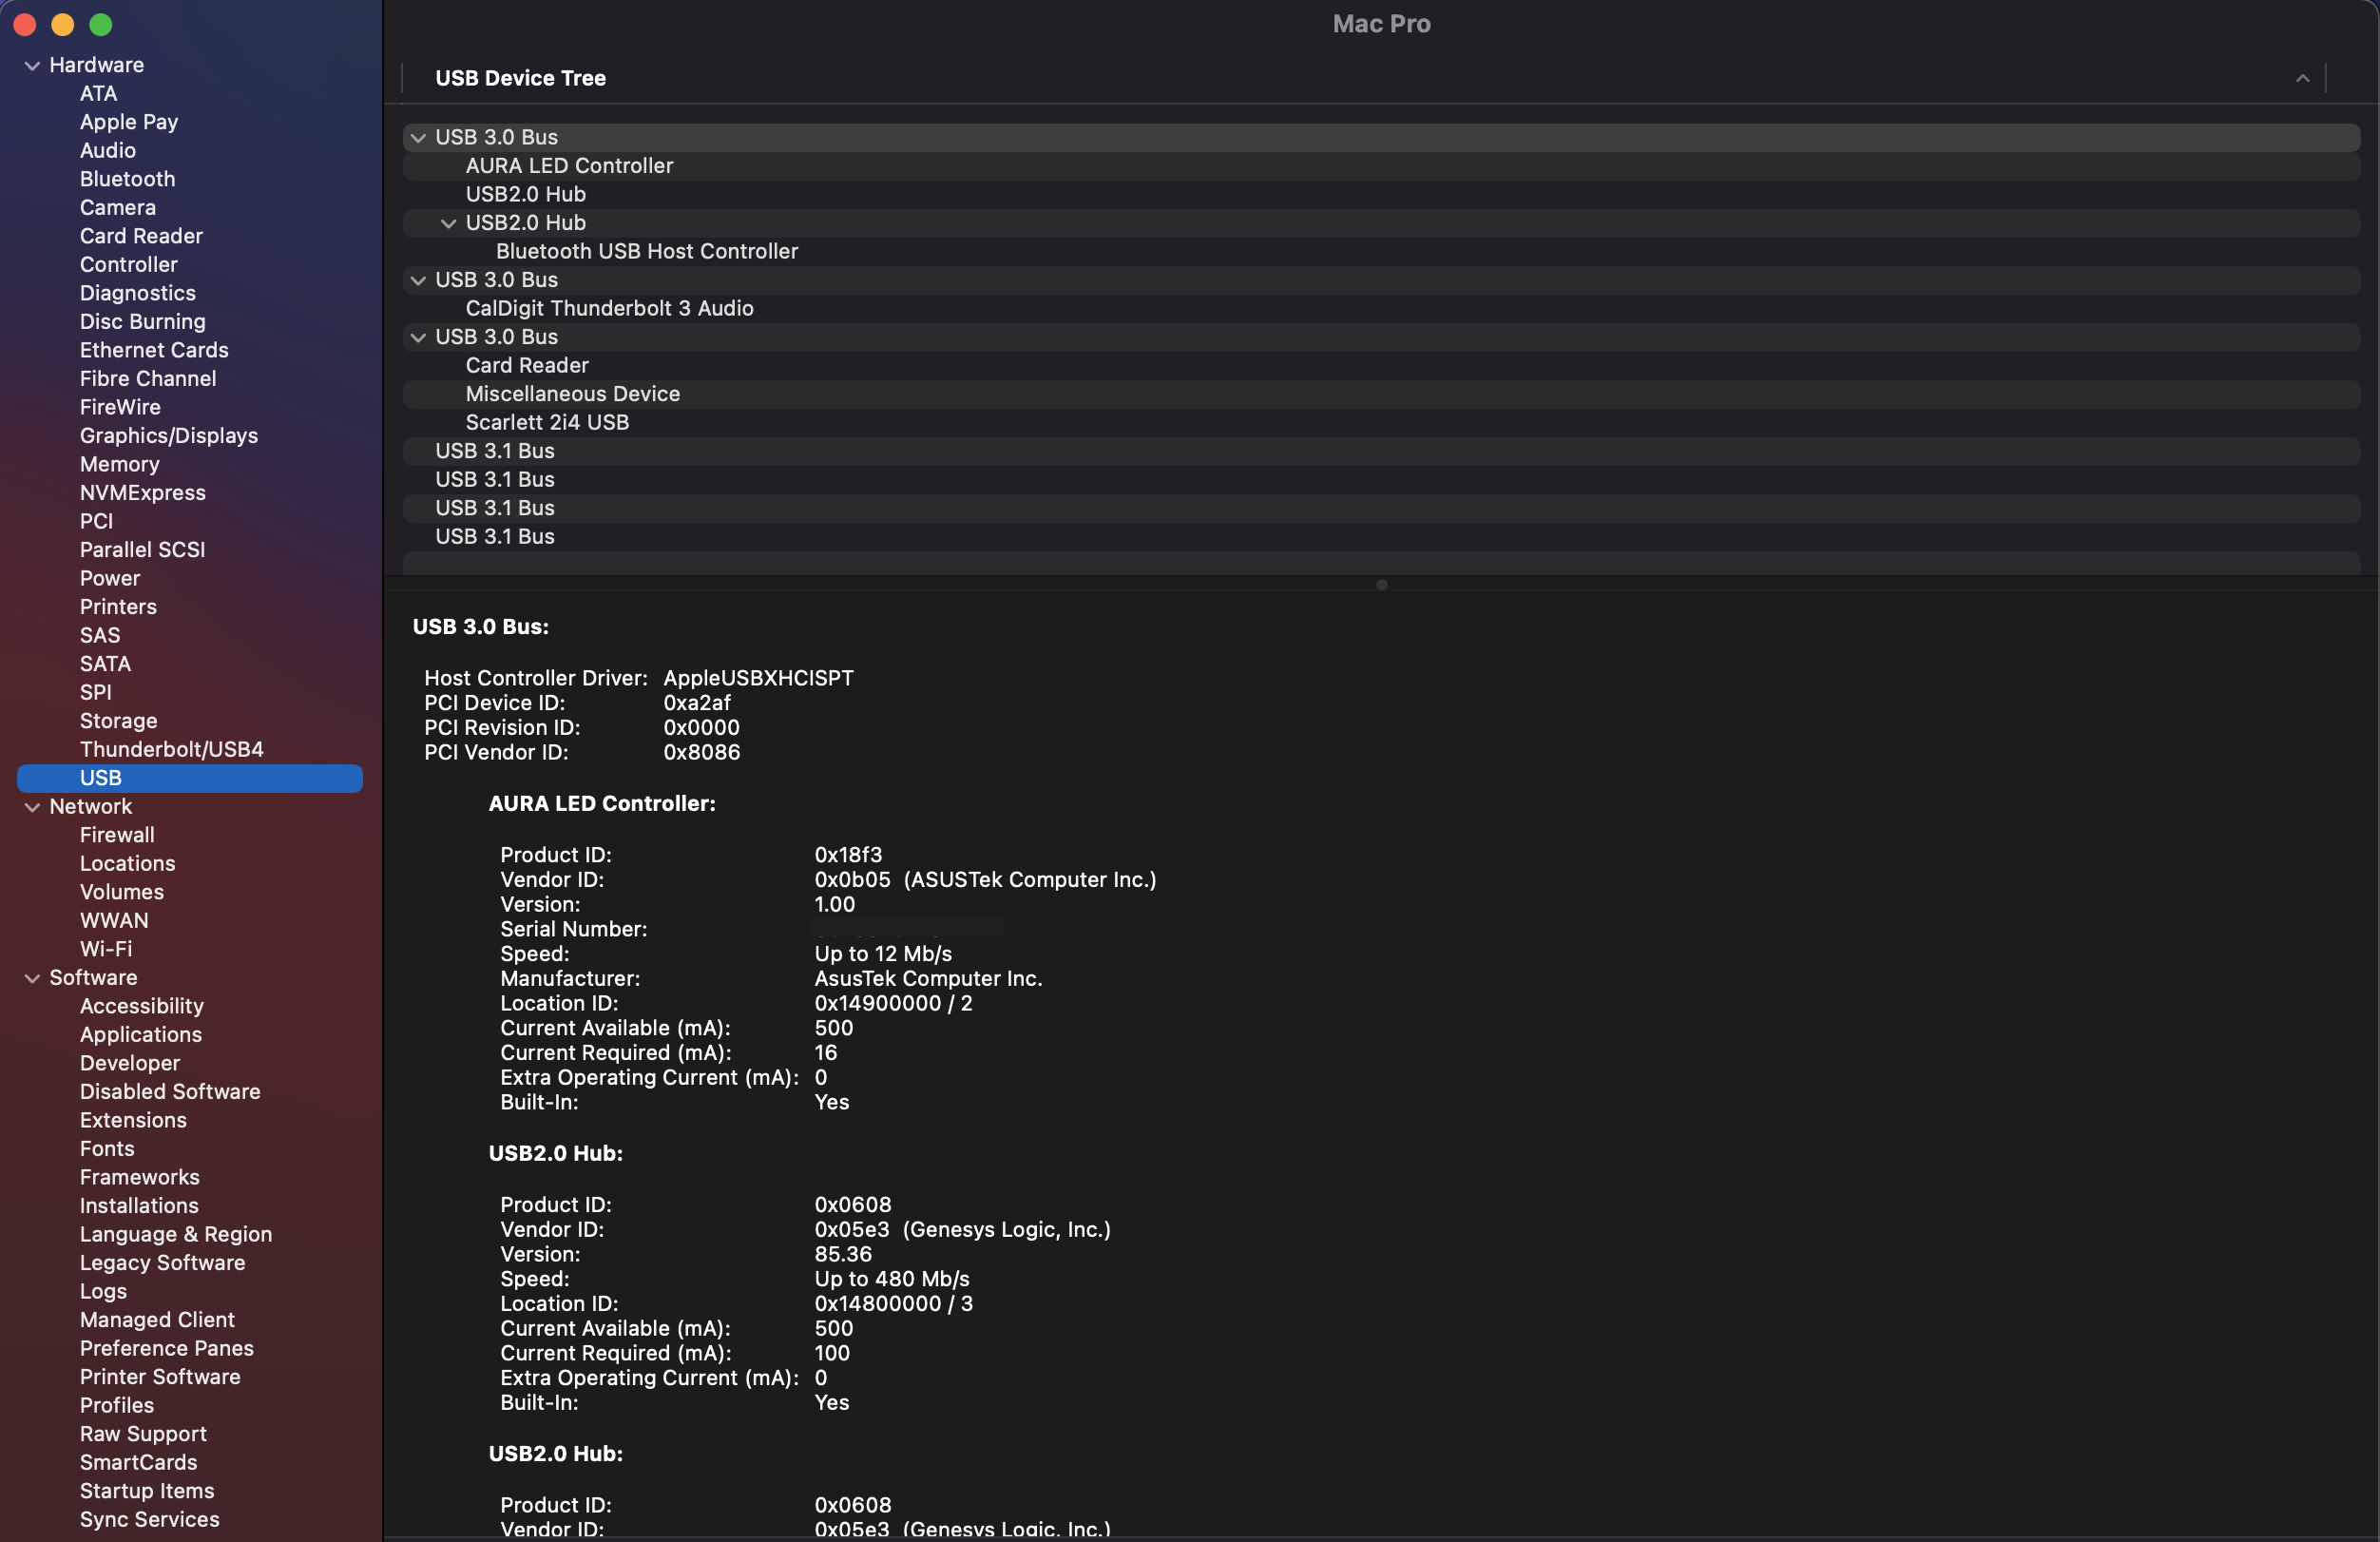 Mac Pro
Hardware
ATA
Apple Pay
Audio
Bluetooth
Camera
Card Reader
Controller
Diagnostics
Disc Burning
Ethernet Cards
Fibre Channel
FireWire
Graphics/Displays
Memory
NVMExpress
PCI
Parallel SCSI
Power
Printers
SAS
SATA
SPI
Storage
Thunderbolt/USB4
USB
Network
Firewall
Locations
Volumes
WWAN
Wi-Fi
Software
Accessibility
Applications
Developer
Disabled Software
Extensions
Fonts
Frameworks
Installations
Language & Region
Legacy Software
Logs
Managed Client
Preference Panes
Printer Software
Profiles
Raw Support
SmartCards
Startup Items
Sync Services
USB Device Tree
USB 3.0 Bus
AURA LED Controller
USB2.0 Hub
USB2.0 Hub
Bluetooth USB Host Controller
USB 3.0 Bus
CalDigit Thunderbolt 3 Audio
USB 3.0 Bus
Card Reader
Miscellaneous Device
Scarlett 2i4 USB
USB 3.1 Bus
USB 3.1 Bus
USB 3.1 Bus
USB 3.1 Bus
USB 3.0 Bus:
Host Controller Driver: AppleUSBXHCISPT
PCI Device ID: 0xa2af
PCI Revision ID: 0x0000
PCI Vendor ID: 0x8086
AURA LED Controller:
Product ID: 0x18f3
Vendor ID: 0x0b05 (ASUSTek Computer Inc.)
Version: 1.00
Serial Number:
Speed: Up to 12 Mb/s
Manufacturer: AsusTek Computer Inc.
Location ID: 0x14900000 / 2
Current Available (mA): 500
Current Required (mA): 16
Extra Operating Current (mA): 0
Built-In: Yes
USB2.0 Hub:
Product ID: 0x0608
Vendor ID: 0x05e3 (Genesys Logic, Inc.)
Version: 85.36
Speed: Up to 480 Mb/s
Location ID: 0x14800000 / 3
Current Available (mA): 500
Current Required (mA): 100
Extra Operating Current (mA): 0
Built-In: Yes
USB2.0 Hub:
Product ID: 0x0608
Vendor ID: 0x05e3 (Genesys Logic, Inc.)